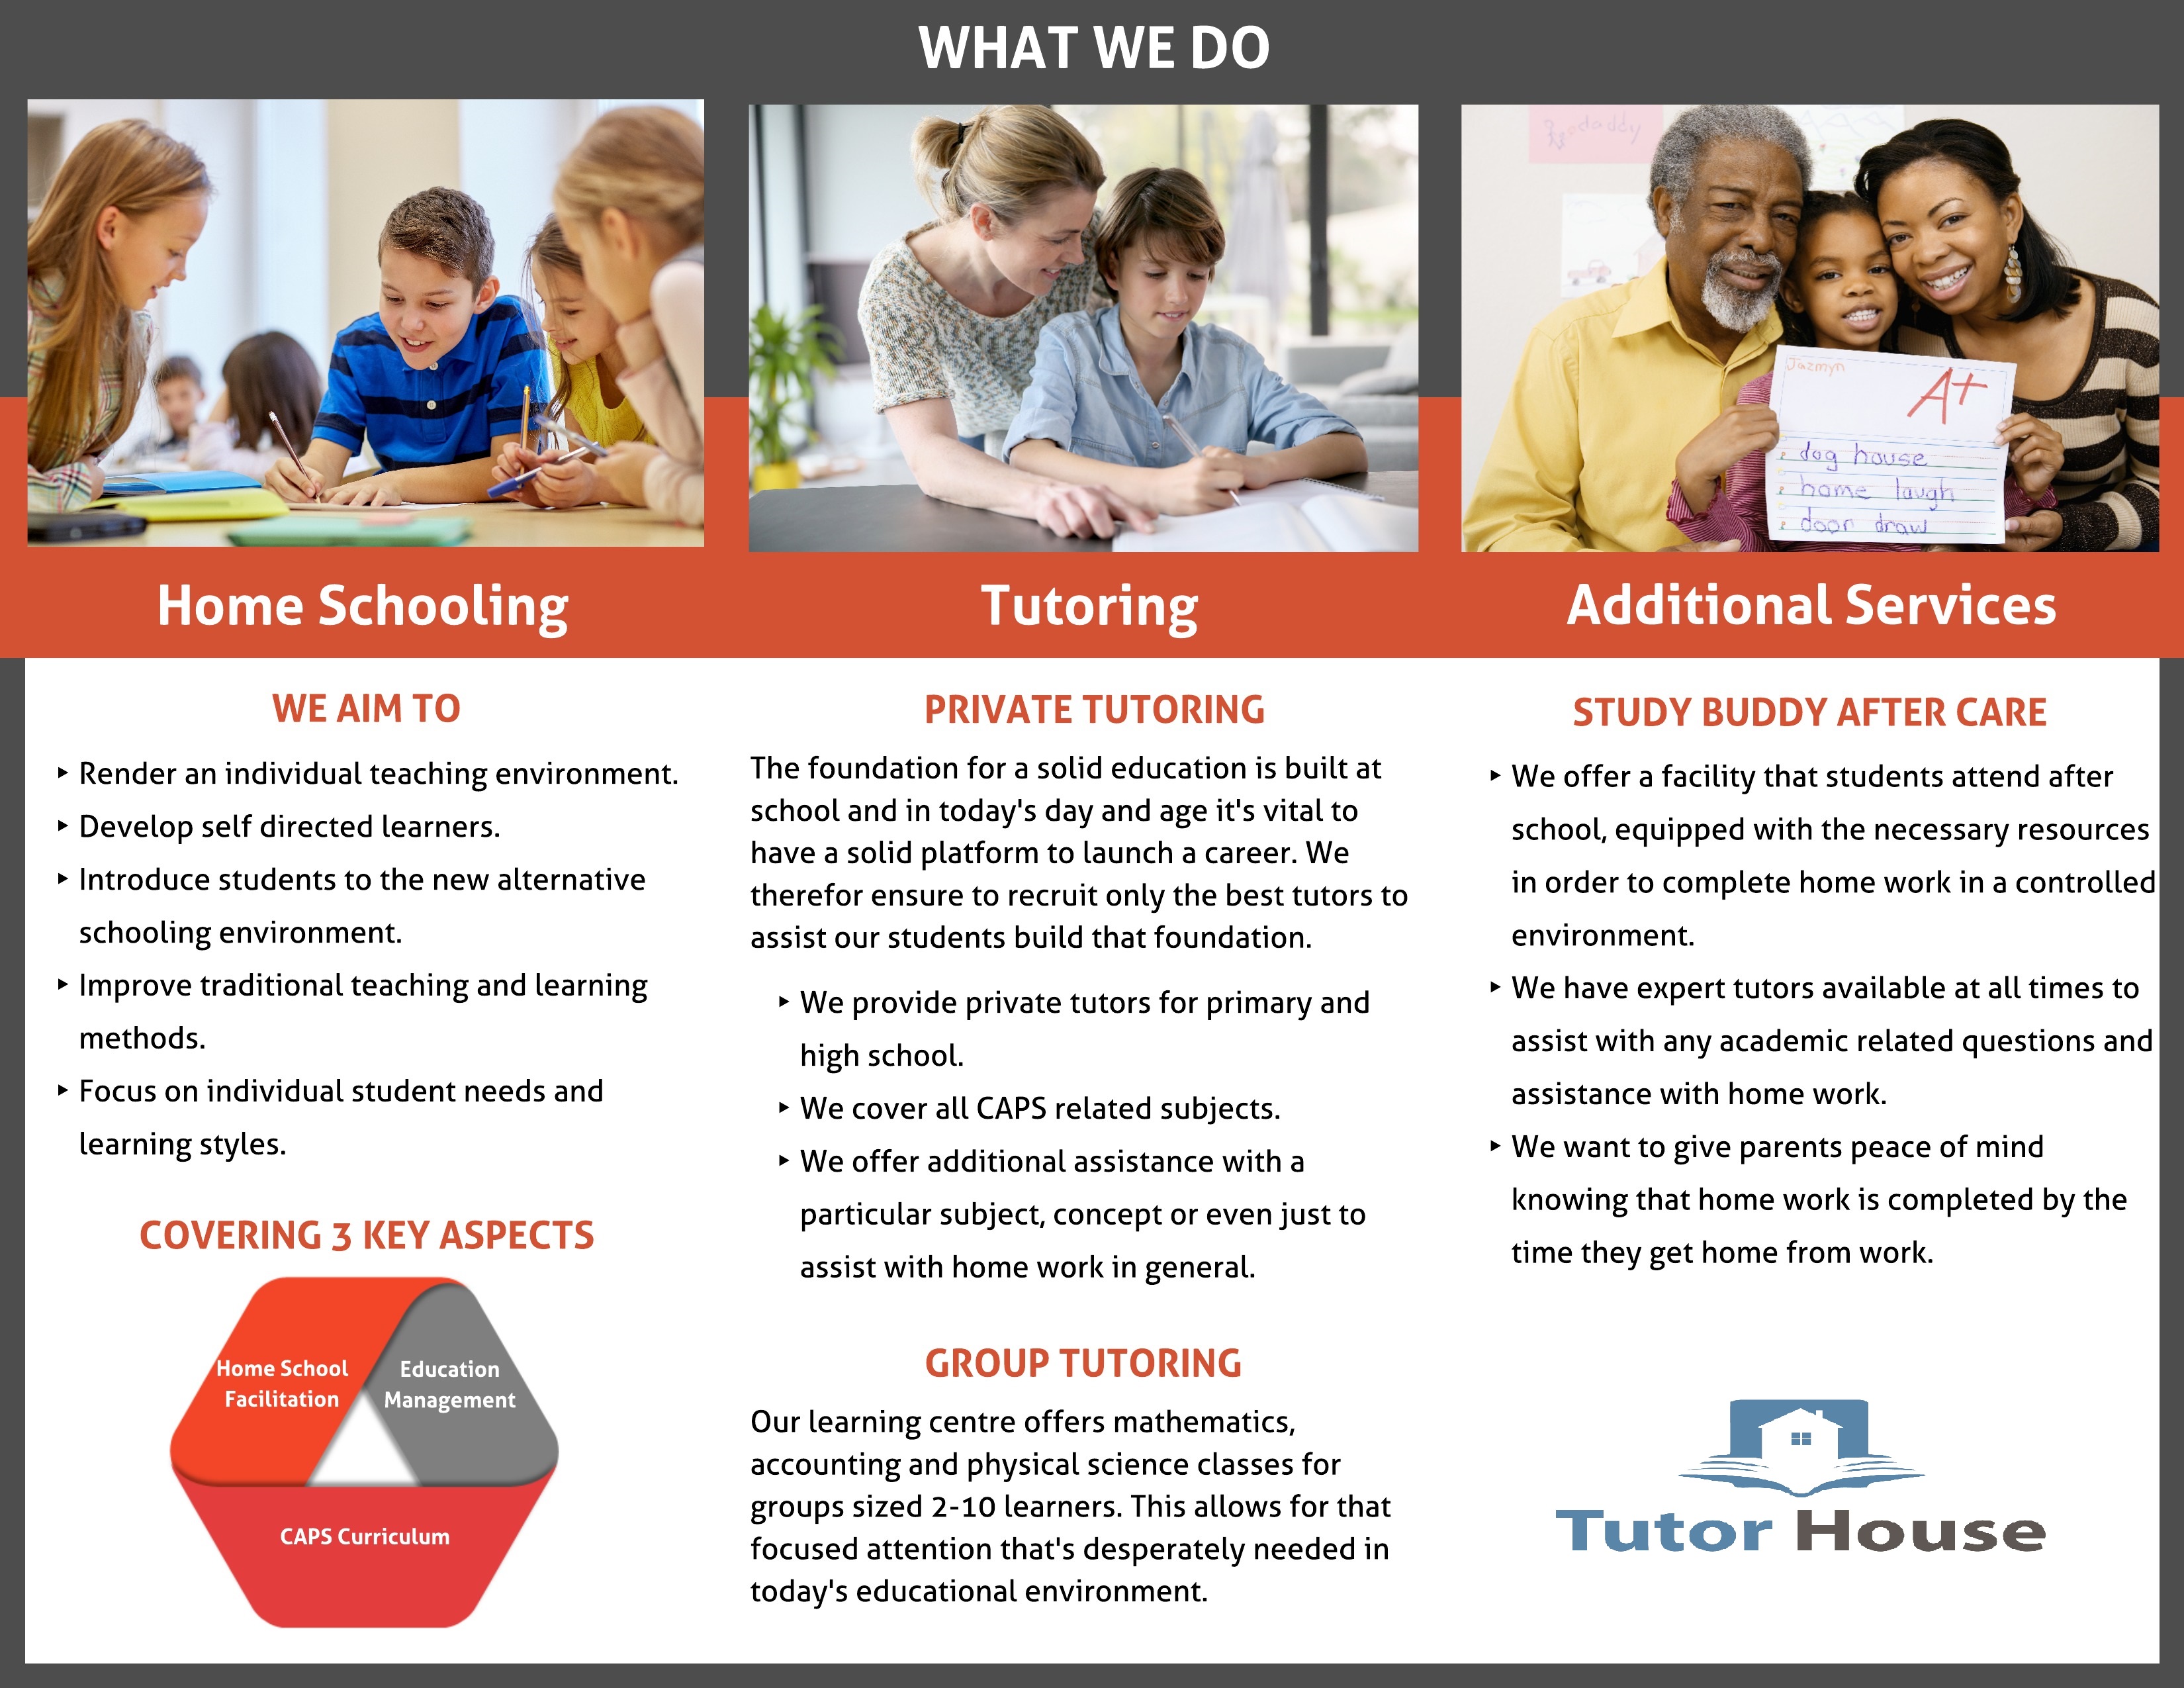 WHAT WE DO
Brodaddy
Jazmyn
A+
dog house
home laugh
door draw
Home Schooling
Tutoring
Additional Services
WE AIM TO
‣ Render an individual teaching environment.
‣ Develop self directed learners.
‣ Introduce students to the new alternative
schooling environment.
‣ Improve traditional teaching and learning
methods.
‣ Focus on individual student needs and
learning styles.
COVERING 3 KEY ASPECTS
Home School
Facilitation
Education
Management
CAPS Curriculum
PRIVATE TUTORING
The foundation for a solid education is built at
school and in today's day and age it's vital to
have a solid platform to launch a career. We
therefor ensure to recruit only the best tutors to
assist our students build that foundation.
‣ We provide private tutors for primary and
high school.
‣ We cover all CAPS related subjects.
‣ We offer additional assistance with a
particular subject, concept or even just to
assist with home work in general.
GROUP TUTORING
Our learning centre offers mathematics,
accounting and physical science classes for
groups sized 2-10 learners. This allows for that
focused attention that's desperately needed in
today's educational environment.
STUDY BUDDY AFTER CARE
‣ We offer a facility that students attend after
school, equipped with the necessary resources
in order to complete home work in a controlled
environment.
‣ We have expert tutors available at all times to
assist with any academic related questions and
assistance with home work.
‣ We want to give parents peace of mind
knowing that home work is completed by the
time they get home from work.
Tutor House